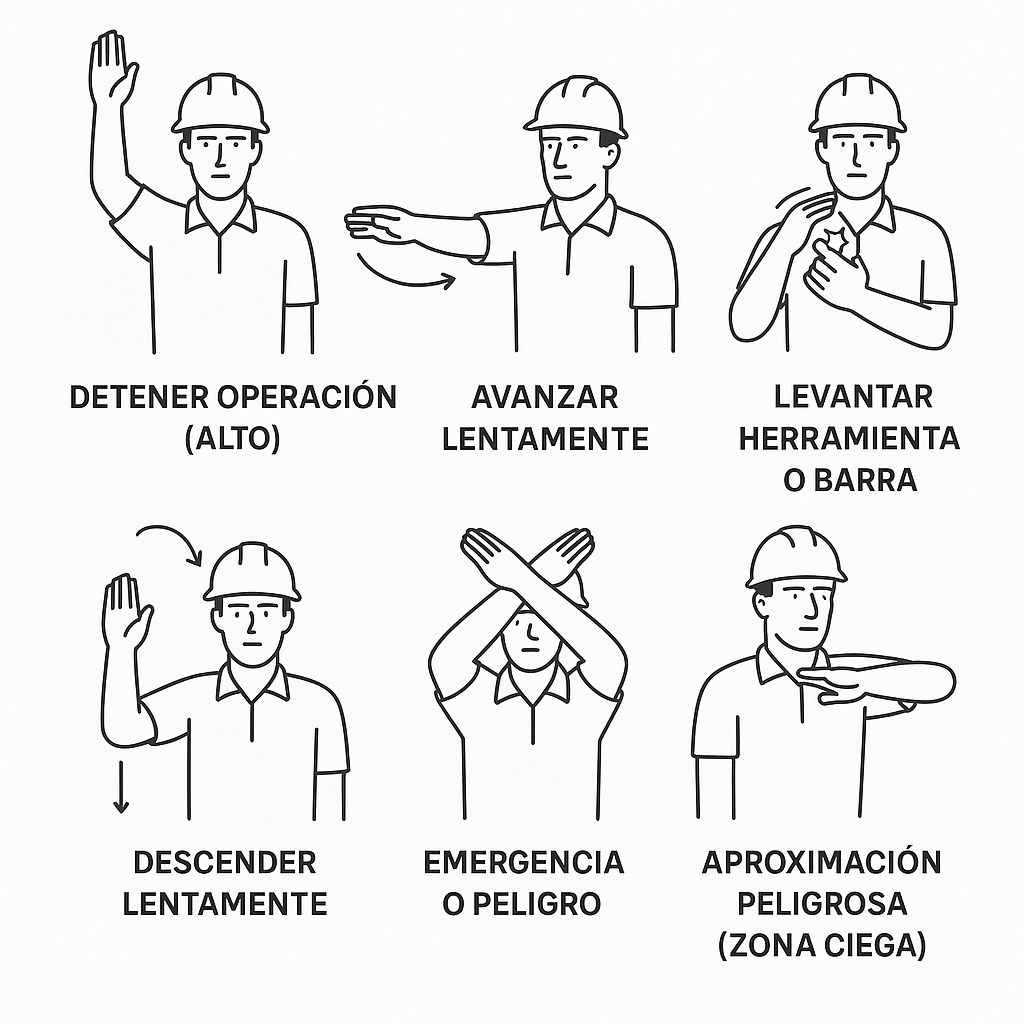 DETENER OPERACIÓN
(ALTO)
AVANZAR
LENTAMENTE
LEVANTAR
HERRAMIENTA
O BARRA
DESCENDER
LENTAMENTE
EMERGENCIA
O PELIGRO
APROXIMACIÓN
PELIGROSA
(ZONA CIEGA)